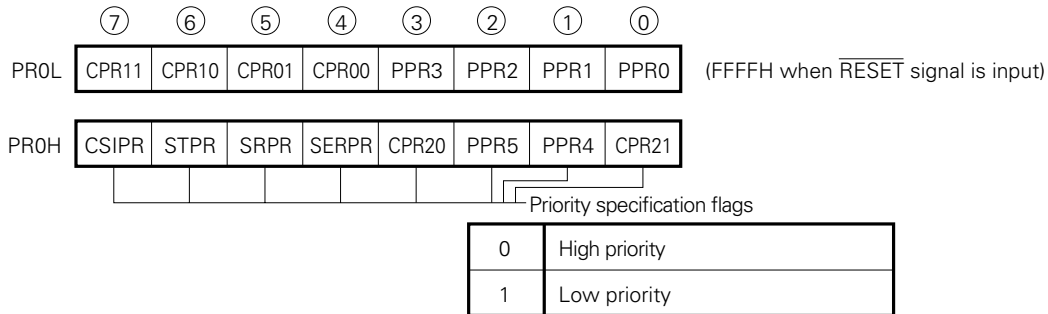 ⑦ ⑥ ⑤ ④ ③ ② ① ⓪
PR0L CPR11 CPR10 CPR01 CPR00 PPR3 PPR2 PPR1 PPR0 (FFFFH when RESET signal is input)
PR0H CSIPR STPR SRPR SERPR CPR20 PPR5 PPR4 CPR21
Priority specification flags
0 High priority
1 Low priority